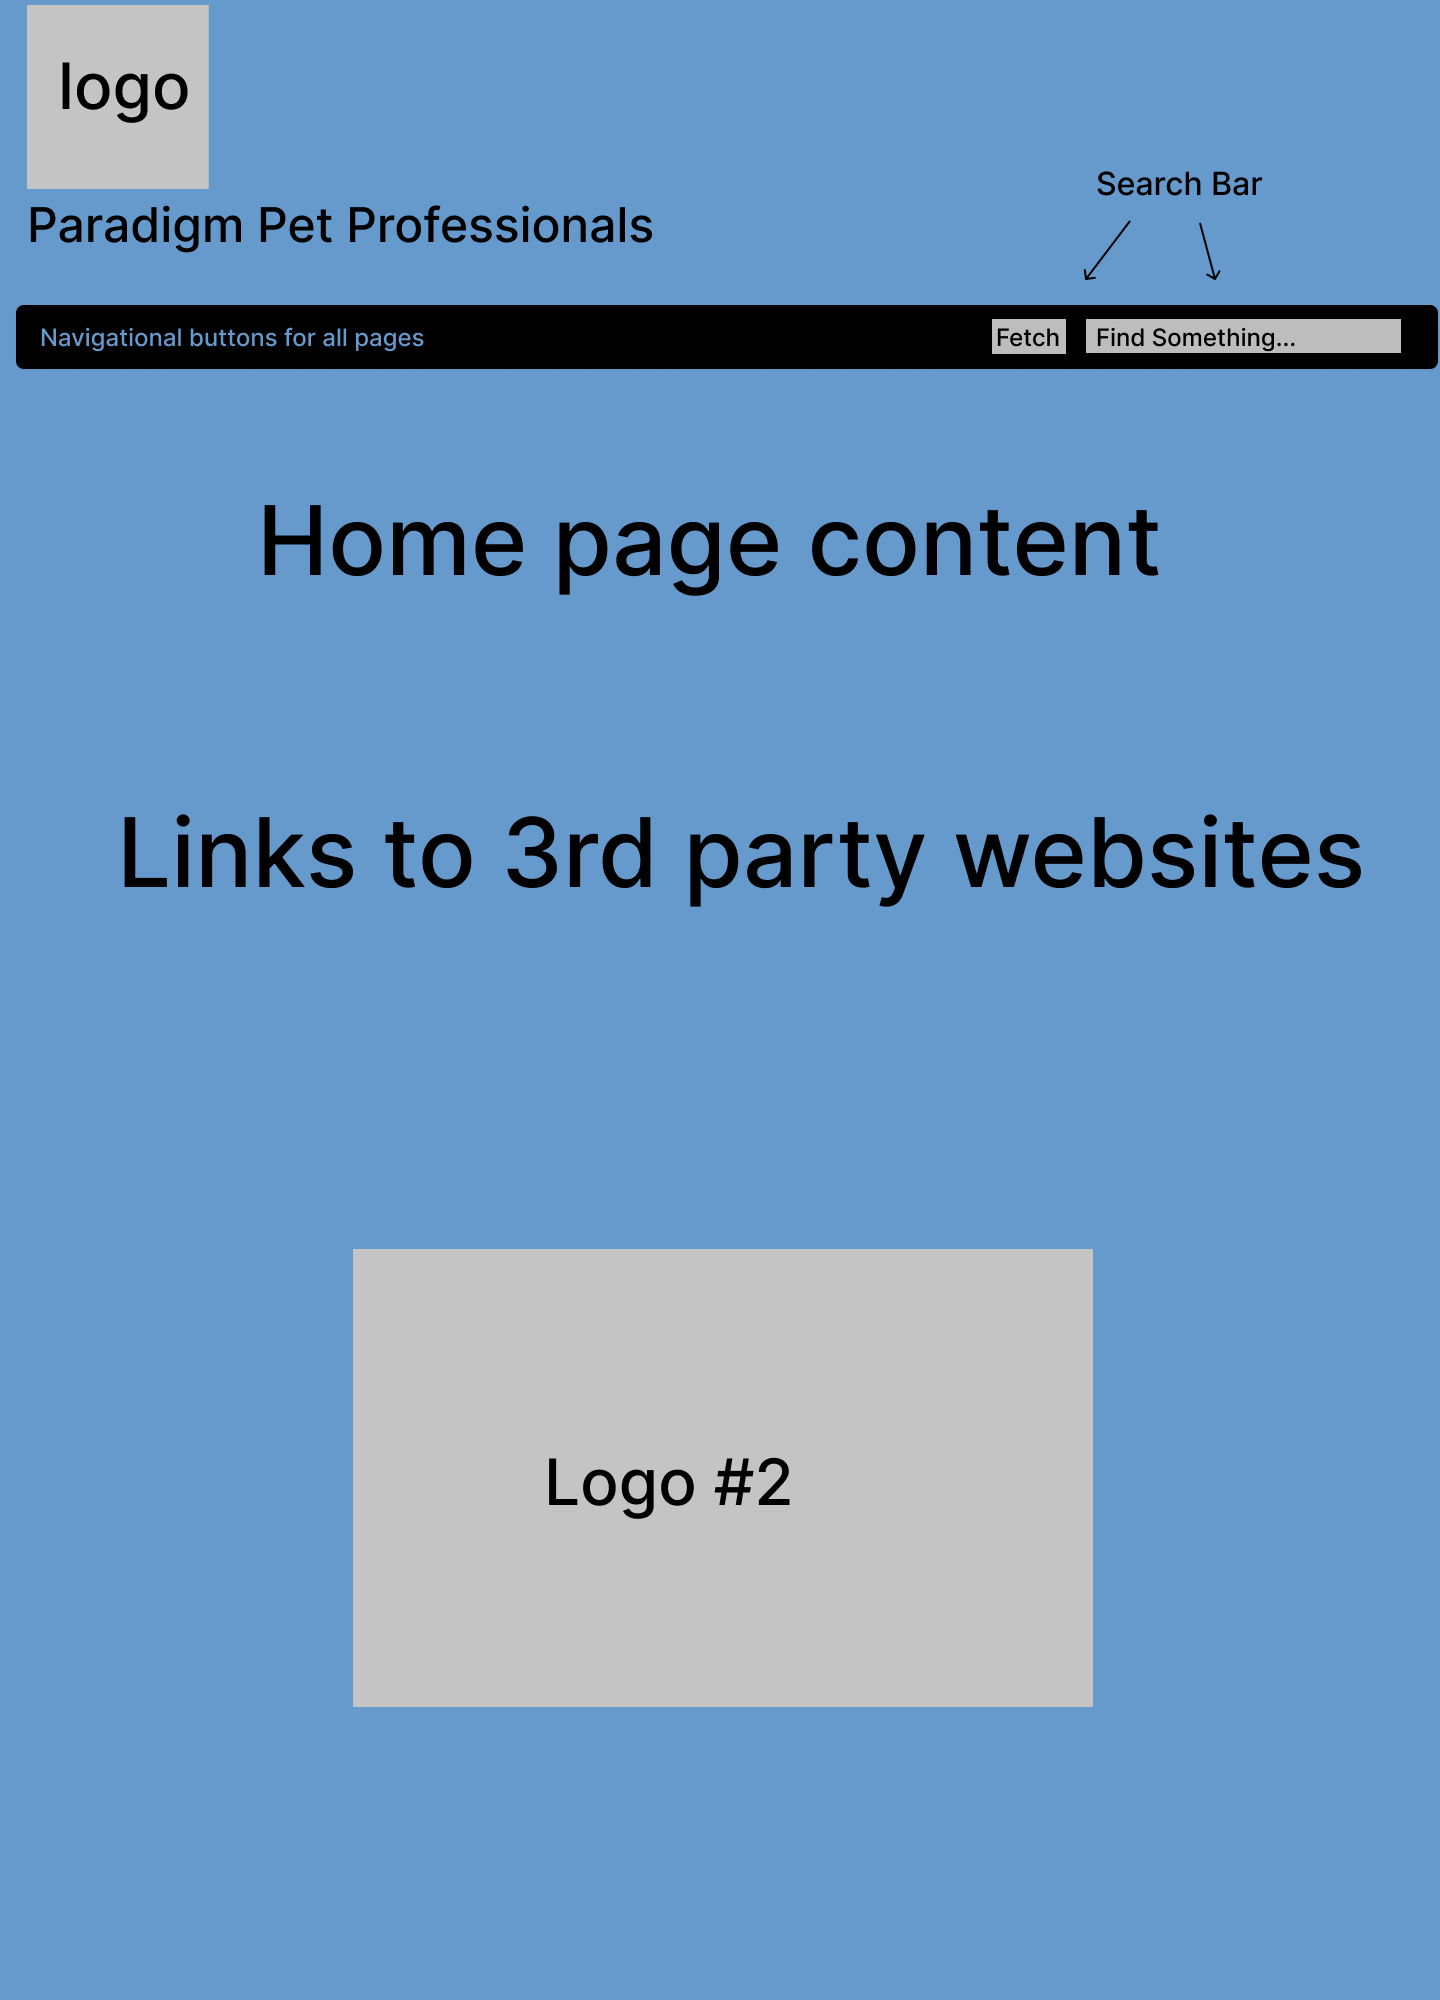 logo
Paradigm Pet Professionals
Search Bar
Navigational buttons for all pages
Fetch
Find Something...
Home page content
Links to 3rd party websites
Logo #2